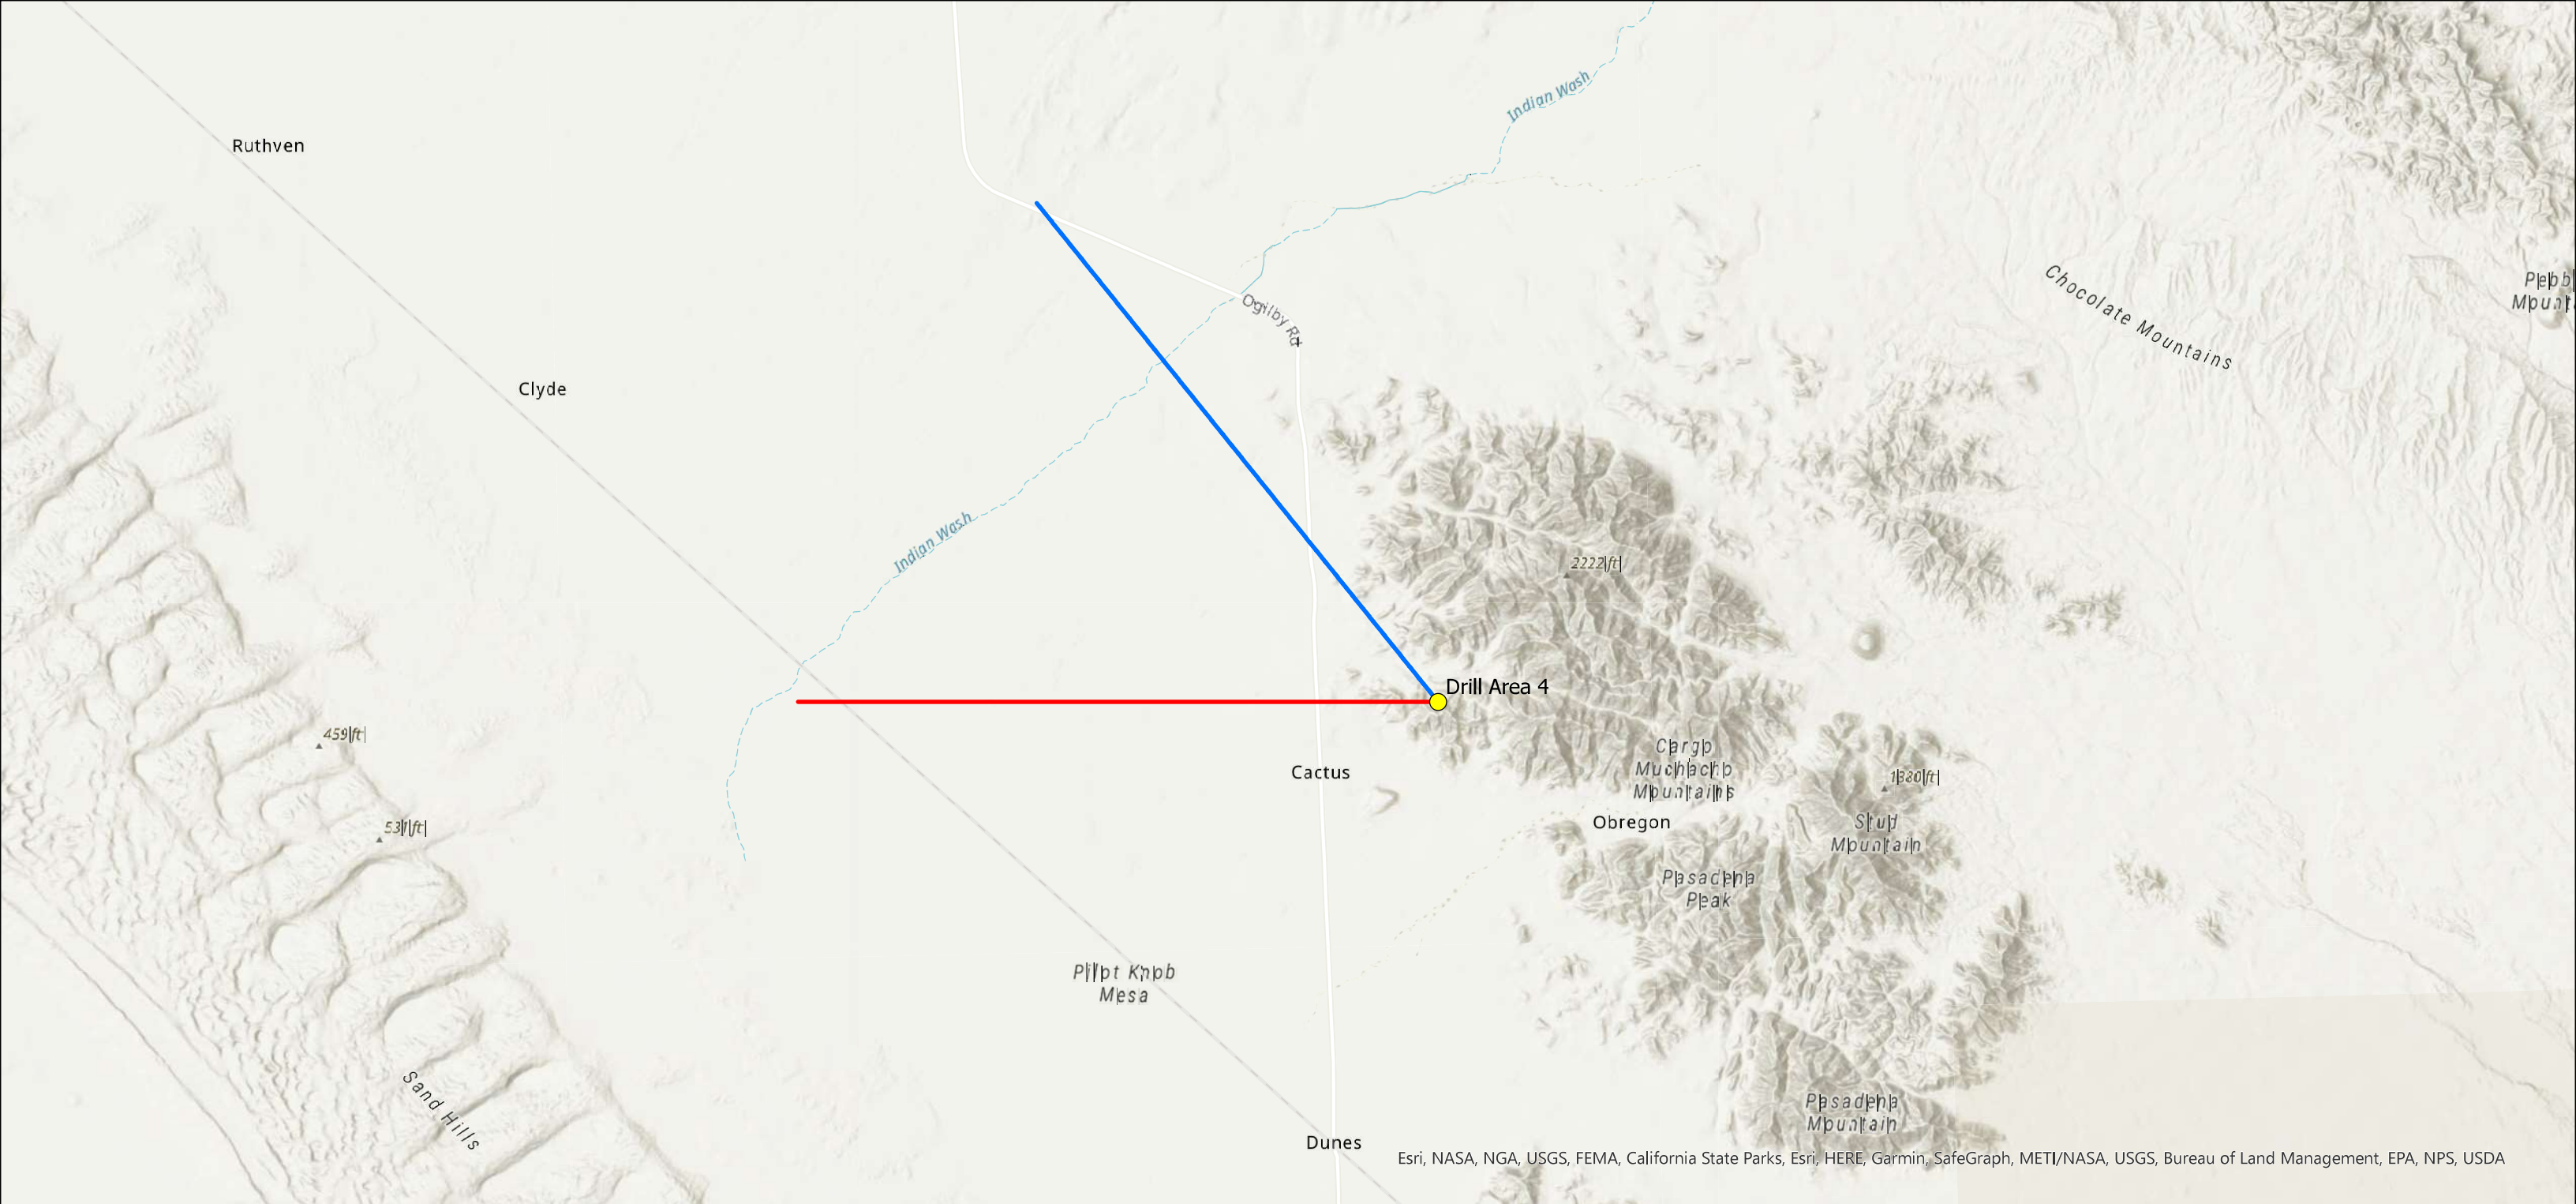 Indian Wash
Ruthven
Chocolate Mountains
Ogilby Rd
Clyde
Indian Wash
2222 ft
Drill Area 4
459 ft
Cargo
Muchacho
Mountains
Cactus
1380 ft
531 ft
Obregon
Stud
Mountain
Pasadena
Peak
Pilot Knob
Mesa
Sand Hills
Pasadena
Mountain
Dunes
Esri, NASA, NGA, USGS, FEMA, California State Parks, Esri, HERE, Garmin, SafeGraph, METI/NASA, USGS, Bureau of Land Management, EPA, NPS, USDA